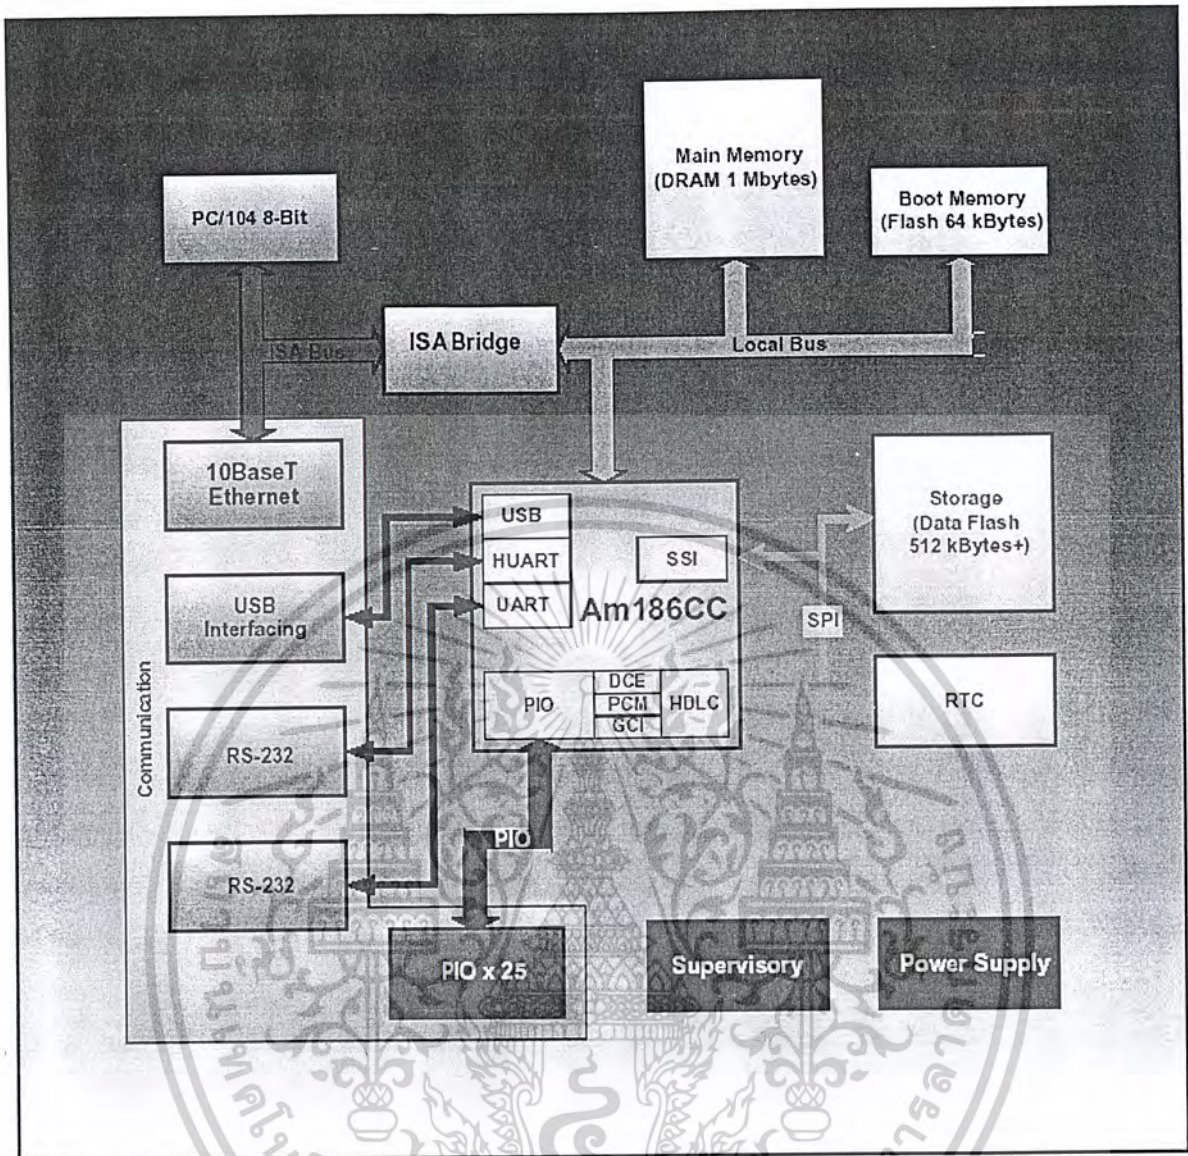 Main Memory
(DRAM 1 Mbytes)
Boot Memory
(Flash 64 kBytes)
PC/104 8-Bit
ISA Bridge
ISA Bus
Local Bus
10BaseT
Ethernet
USB
Interfacing
RS-232
RS-232
Communication
USB
HUART
UART
SSI
Am186CC
PIO
DCE
PCM
GCI
HDLC
SPI
Storage
(Data Flash
512 kBytes+)
RTC
PIO
PIO x 25
Supervisory
Power Supply